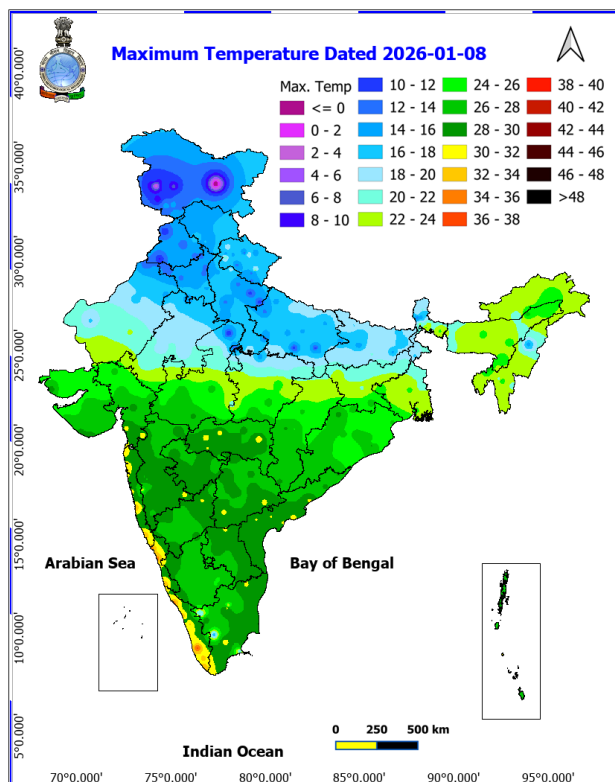 Maximum Temperature Dated 2026-01-08
Max. Temp
<= 0
0 - 2
2 - 4
4 - 6
6 - 8
8 - 10
10 - 12
12 - 14
14 - 16
16 - 18
18 - 20
20 - 22
22 - 24
24 - 26
26 - 28
28 - 30
30 - 32
32 - 34
34 - 36
36 - 38
38 - 40
40 - 42
42 - 44
44 - 46
46 - 48
>48
40°0.000'
35°0.000'
30°0.000'
25°0.000'
20°0.000'
15°0.000'
10°0.000'
5°0.000'
Arabian Sea
Bay of Bengal
Indian Ocean
0 250 500 km
70°0.000' 75°0.000' 80°0.000' 85°0.000' 90°0.000' 95°0.000'